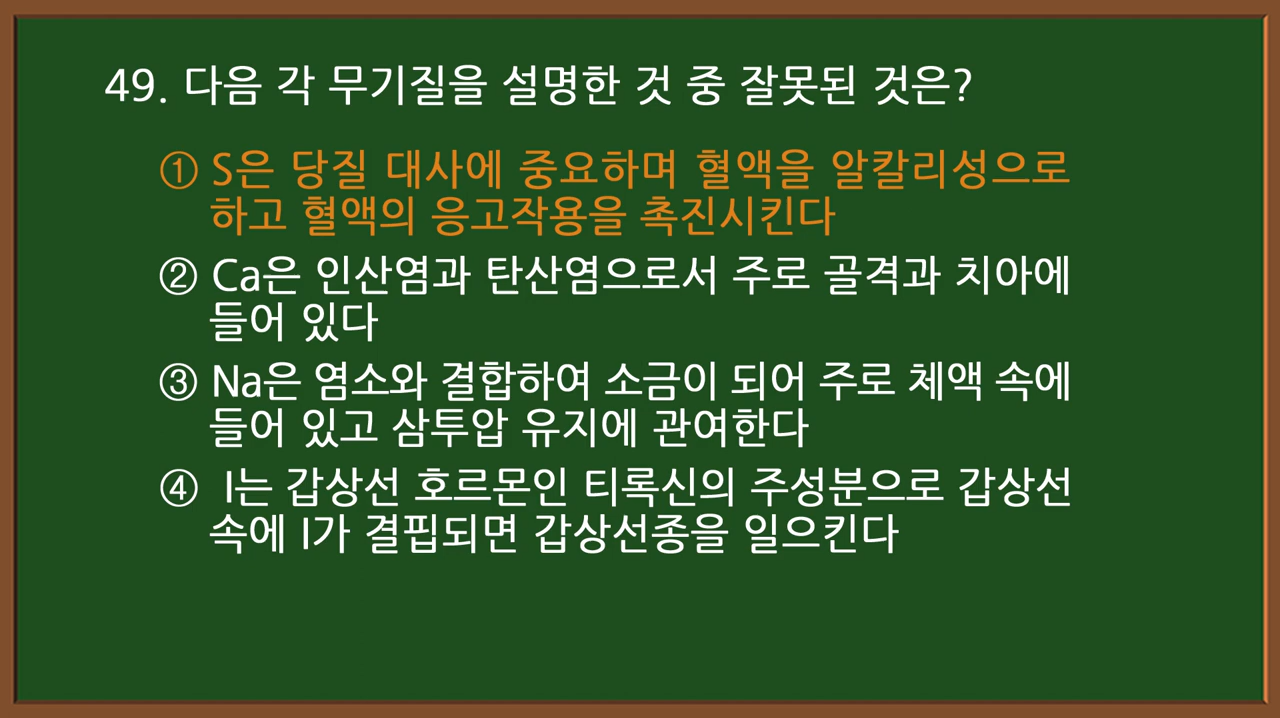 49. 다음 각 무기질을 설명한 것 중 잘못된 것은?
① S은 당질 대사에 중요하며 혈액을 알칼리성으로
하고 혈액의 응고작용을 촉진시킨다
② Ca은 인산염과 탄산염으로서 주로 골격과 치아에
들어 있다
③ Na은 염소와 결합하여 소금이 되어 주로 체액 속에
들어 있고 삼투압 유지에 관여한다
④ I는 갑상선 호르몬인 티록신의 주성분으로 갑상선
속에 I가 결핍되면 갑상선종을 일으킨다